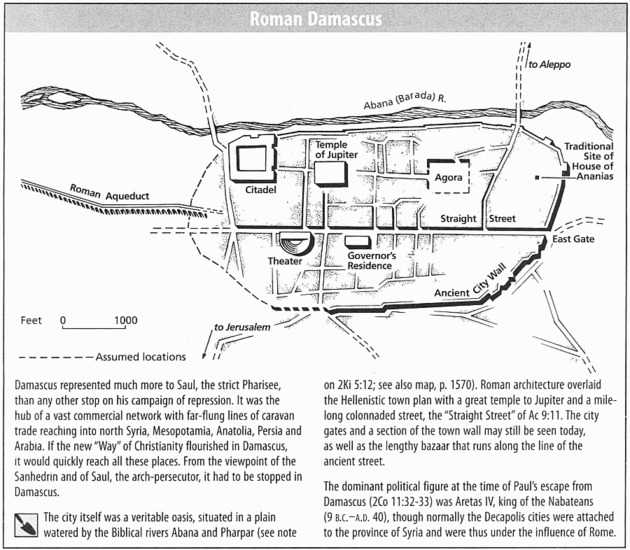 Roman Damascus
to Aleppo
Abana (Barada) R.
Temple
of Jupiter
Traditional
Site of
House of
Ananias
Citadel
Agora
Roman Aqueduct
Straight Street
East Gate
Theater
Governor's
Residence
Ancient City Wall
Feet 0 1000
to Jerusalem
Assumed locations
Damascus represented much more to Saul, the strict Pharisee,
than any other stop on his campaign of repression. It was the
hub of a vast commercial network with far-flung lines of caravan
trade reaching into north Syria, Mesopotamia, Anatolia, Persia and
Arabia. If the new "Way" of Christianity flourished in Damascus,
it would quickly reach all these places. From the viewpoint of the
Sanhedrin and of Saul, the arch-persecutor, it had to be stopped in
Damascus.
The city itself was a veritable oasis, situated in a plain
watered by the Biblical rivers Abana and Pharpar (see note
on 2Ki 5:12; see also map, p. 1570). Roman architecture overlaid
the Hellenistic town plan with a great temple to Jupiter and a mile-
long colonnaded street, the "Straight Street" of Ac 9:11. The city
gates and a section of the town wall may still be seen today,
as well as the lengthy bazaar that runs along the line of the
ancient street.
The dominant political figure at the time of Paul's escape from
Damascus (2Co 11:32-33) was Aretas IV, king of the Nabateans
(9 B.C.–A.D. 40), though normally the Decapolis cities were attached
to the province of Syria and were thus under the influence of Rome.